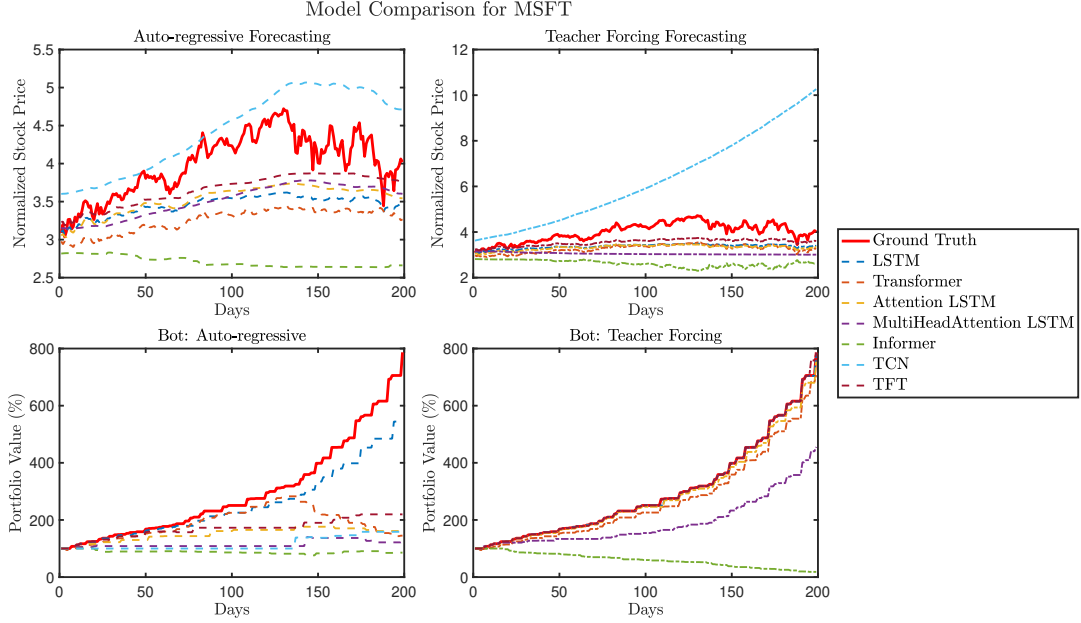 Model Comparison for MSFT
Auto-regressive Forecasting
Normalized Stock Price
5.5
5
4.5
4
3.5
3
2.5
0 50 100 150 200
Days
Teacher Forcing Forecasting
Normalized Stock Price
12
10
8
6
4
2
0 50 100 150 200
Days
Ground Truth
LSTM
Transformer
Attention LSTM
MultiHeadAttention LSTM
Informer
TCN
TFT
Bot: Auto-regressive
Portfolio Value (%)
800
600
400
200
0
0 50 100 150 200
Days
Bot: Teacher Forcing
Portfolio Value (%)
800
600
400
200
0
0 50 100 150 200
Days